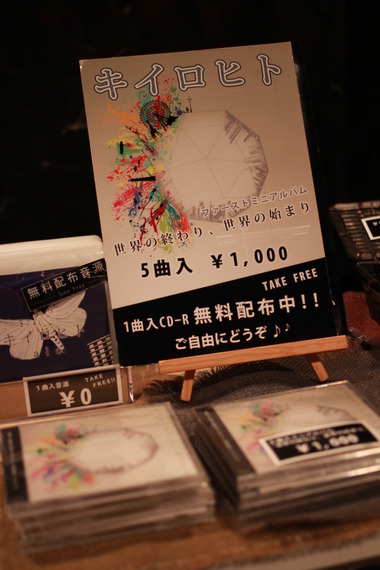 キイロヒト
ファーストミニアルバム
世界の終わり、世界の始まり
5曲入 ¥1,000
TAKE FREE
1曲入CD-R 無料配布中!!
ご自由にどうぞ♪♪
無料配布音源
take free
1曲入音源 TAKE FREE!!
¥0